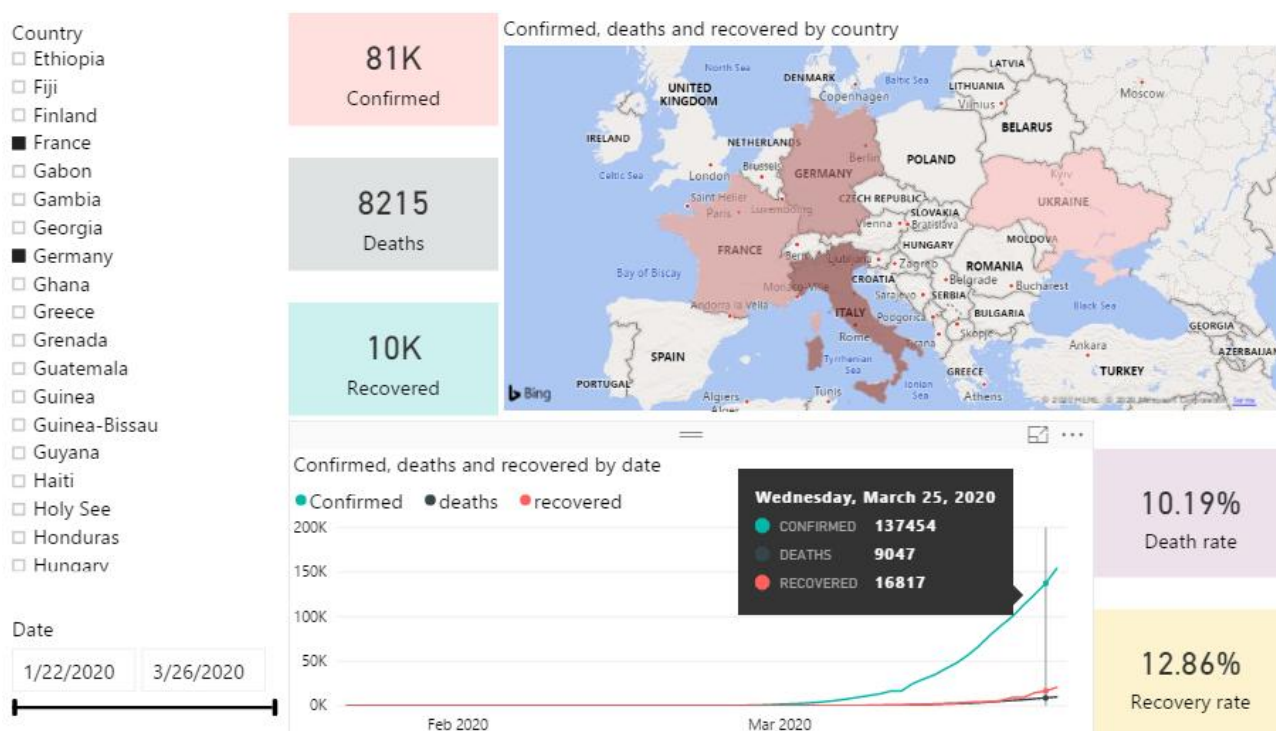 Country
Ethiopia
Fiji
Finland
France
Gabon
Gambia
Georgia
Germany
Ghana
Greece
Grenada
Guatemala
Guinea
Guinea-Bissau
Guyana
Haiti
Holy See
Honduras
Hungary
Date
1/22/2020 3/26/2020
81K
Confirmed
8215
Deaths
10K
Recovered
Confirmed, deaths and recovered by country
North Sea
DENMARK
Baltic Sea
LATVIA
UNITED
KINGDOM
Copenhagen
LITHUANIA
Vilnius
Moscow
IRELAND
NETHERLANDS
Berlin
BELARUS
POLAND
Celtic Sea
London
Brussels
GERMANY
Kyiv
Saint Helier
Paris
Luxembourg
CZECH REPUBLIC
UKRAINE
SLOVAKIA
Vienna
Bratislava
FRANCE
Bern
HUNGARY
MOLDOVA
Bay of Biscay
Ljubljana
Zagreb
ROMANIA
CROATIA
Belgrade
Monaco-Ville
Sarajevo
SERBIA
Bucharest
Andorra la Vella
ITALY
Podgorica
BULGARIA
Black Sea
Rome
Skopje
GEORGIA
SPAIN
Tirana
Ankara
Tyrrhenian
Sea
AZERBAIJAN
PORTUGAL
GREECE
TURKEY
Bing
Algiers
Tunis
Ionian
Sea
Athens
Confirmed, deaths and recovered by date
Confirmed deaths recovered
200K
150K
100K
50K
0K
Feb 2020 Mar 2020
Wednesday, March 25, 2020
CONFIRMED 137454
DEATHS 9047
RECOVERED 16817
10.19%
Death rate
12.86%
Recovery rate